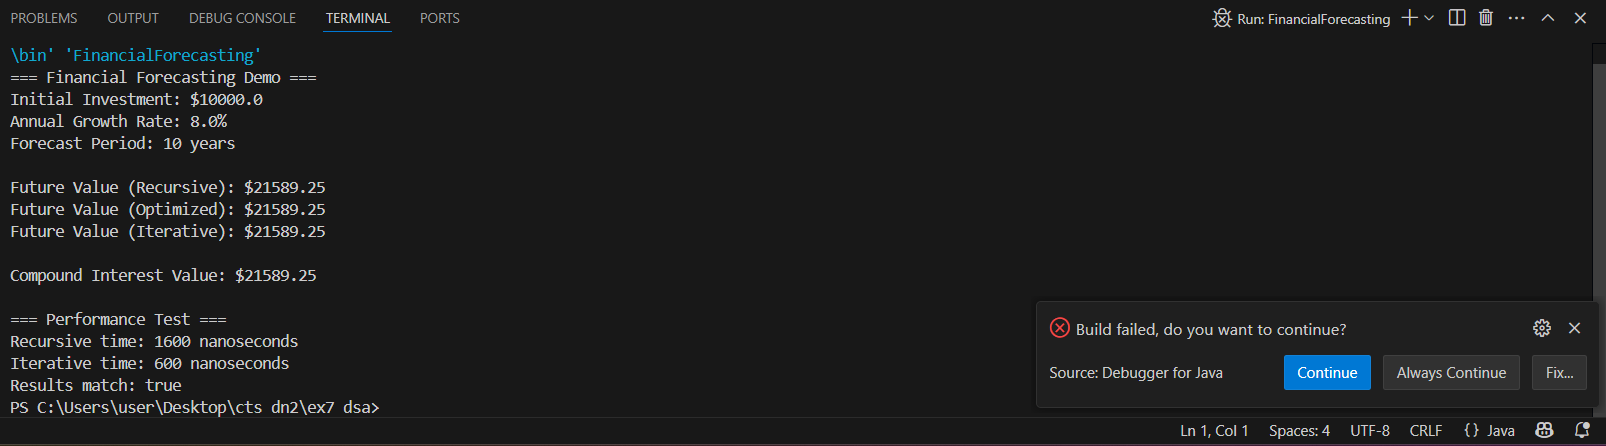 PROBLEMS OUTPUT DEBUG CONSOLE TERMINAL PORTS Run: FinancialForecasting
\bin' 'FinancialForecasting'
=== Financial Forecasting Demo ===
Initial Investment: $10000.0
Annual Growth Rate: 8.0%
Forecast Period: 10 years
Future Value (Recursive): $21589.25
Future Value (Optimized): $21589.25
Future Value (Iterative): $21589.25
Compound Interest Value: $21589.25
=== Performance Test ===
Recursive time: 1600 nanoseconds
Iterative time: 600 nanoseconds
Results match: true
PS C:\Users\user\Desktop\cts dn2\ex7 dsa>
Build failed, do you want to continue?
Source: Debugger for Java Continue Always Continue Fix...
Ln 1, Col 1 Spaces: 4 UTF-8 CRLF {} Java